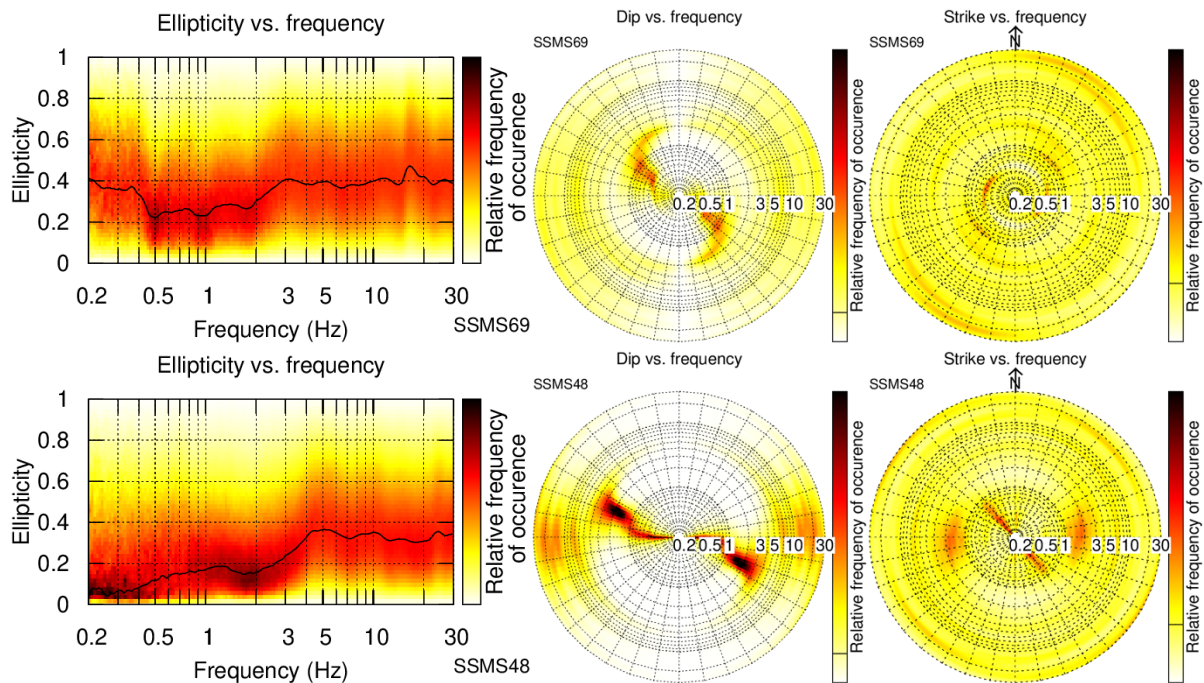 Ellipticity vs. frequency
1
0.8
0.6
0.4
0.2
0
Ellipticity
0.2 0.5 1 3 5 10 30
Frequency (Hz)
SSMS69
Relative frequency
of occurence
Dip vs. frequency
SSMS69
0.2 0.5 1 3 5 10 30
Relative frequency of occurence
Strike vs. frequency
SSMS69
N
0.2 0.5 1 3 5 10 30
Relative frequency of occurence
Ellipticity vs. frequency
1
0.8
0.6
0.4
0.2
0
Ellipticity
0.2 0.5 1 3 5 10 30
Frequency (Hz)
SSMS48
Relative frequency
of occurence
Dip vs. frequency
SSMS48
0.2 0.5 1 3 5 10 30
Relative frequency of occurence
Strike vs. frequency
SSMS48
N
0.2 0.5 1 3 5 10 30
Relative frequency of occurence